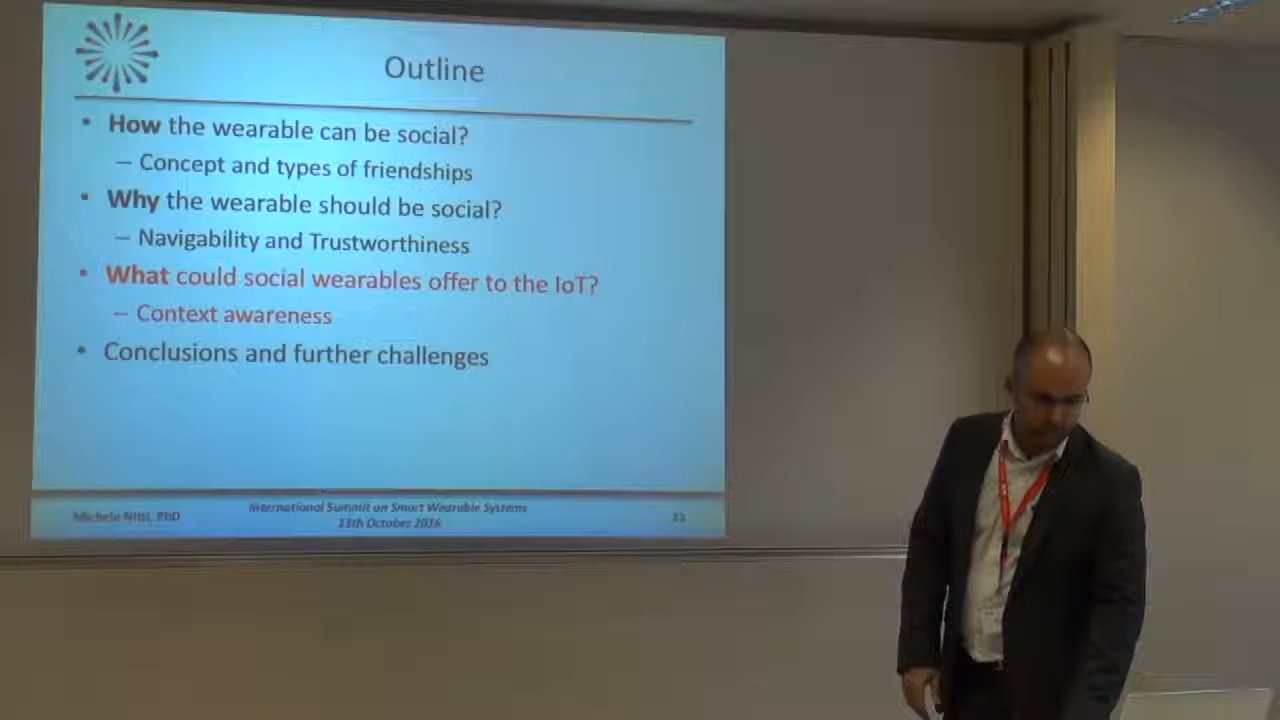 Outline
• How the wearable can be social?
– Concept and types of friendships
• Why the wearable should be social?
– Navigability and Trustworthiness
• What could social wearables offer to the IoT?
– Context awareness
• Conclusions and further challenges
Michele Nitti, PhD
International Summit on Smart Wearable Systems
13th October 2016